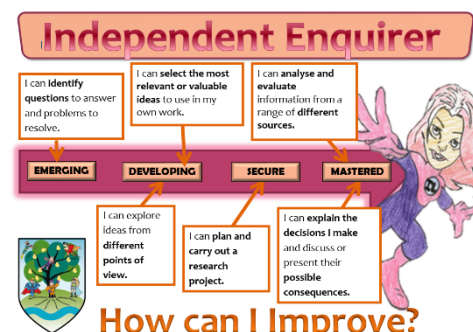 Independent Enquirer
I can identify
questions to answer
and problems to
resolve.
I can select the most
relevant or valuable
ideas to use in my
own work.
I can analyse and
evaluate
information from a
range of different
sources.
EMERGING
DEVELOPING
SECURE
MASTERED
I can explore
ideas from
different
points of
view.
I can plan and
carry out a
research
project.
I can explain the
decisions I make
and discuss or
present their
possible
consequences.
How can I Improve?